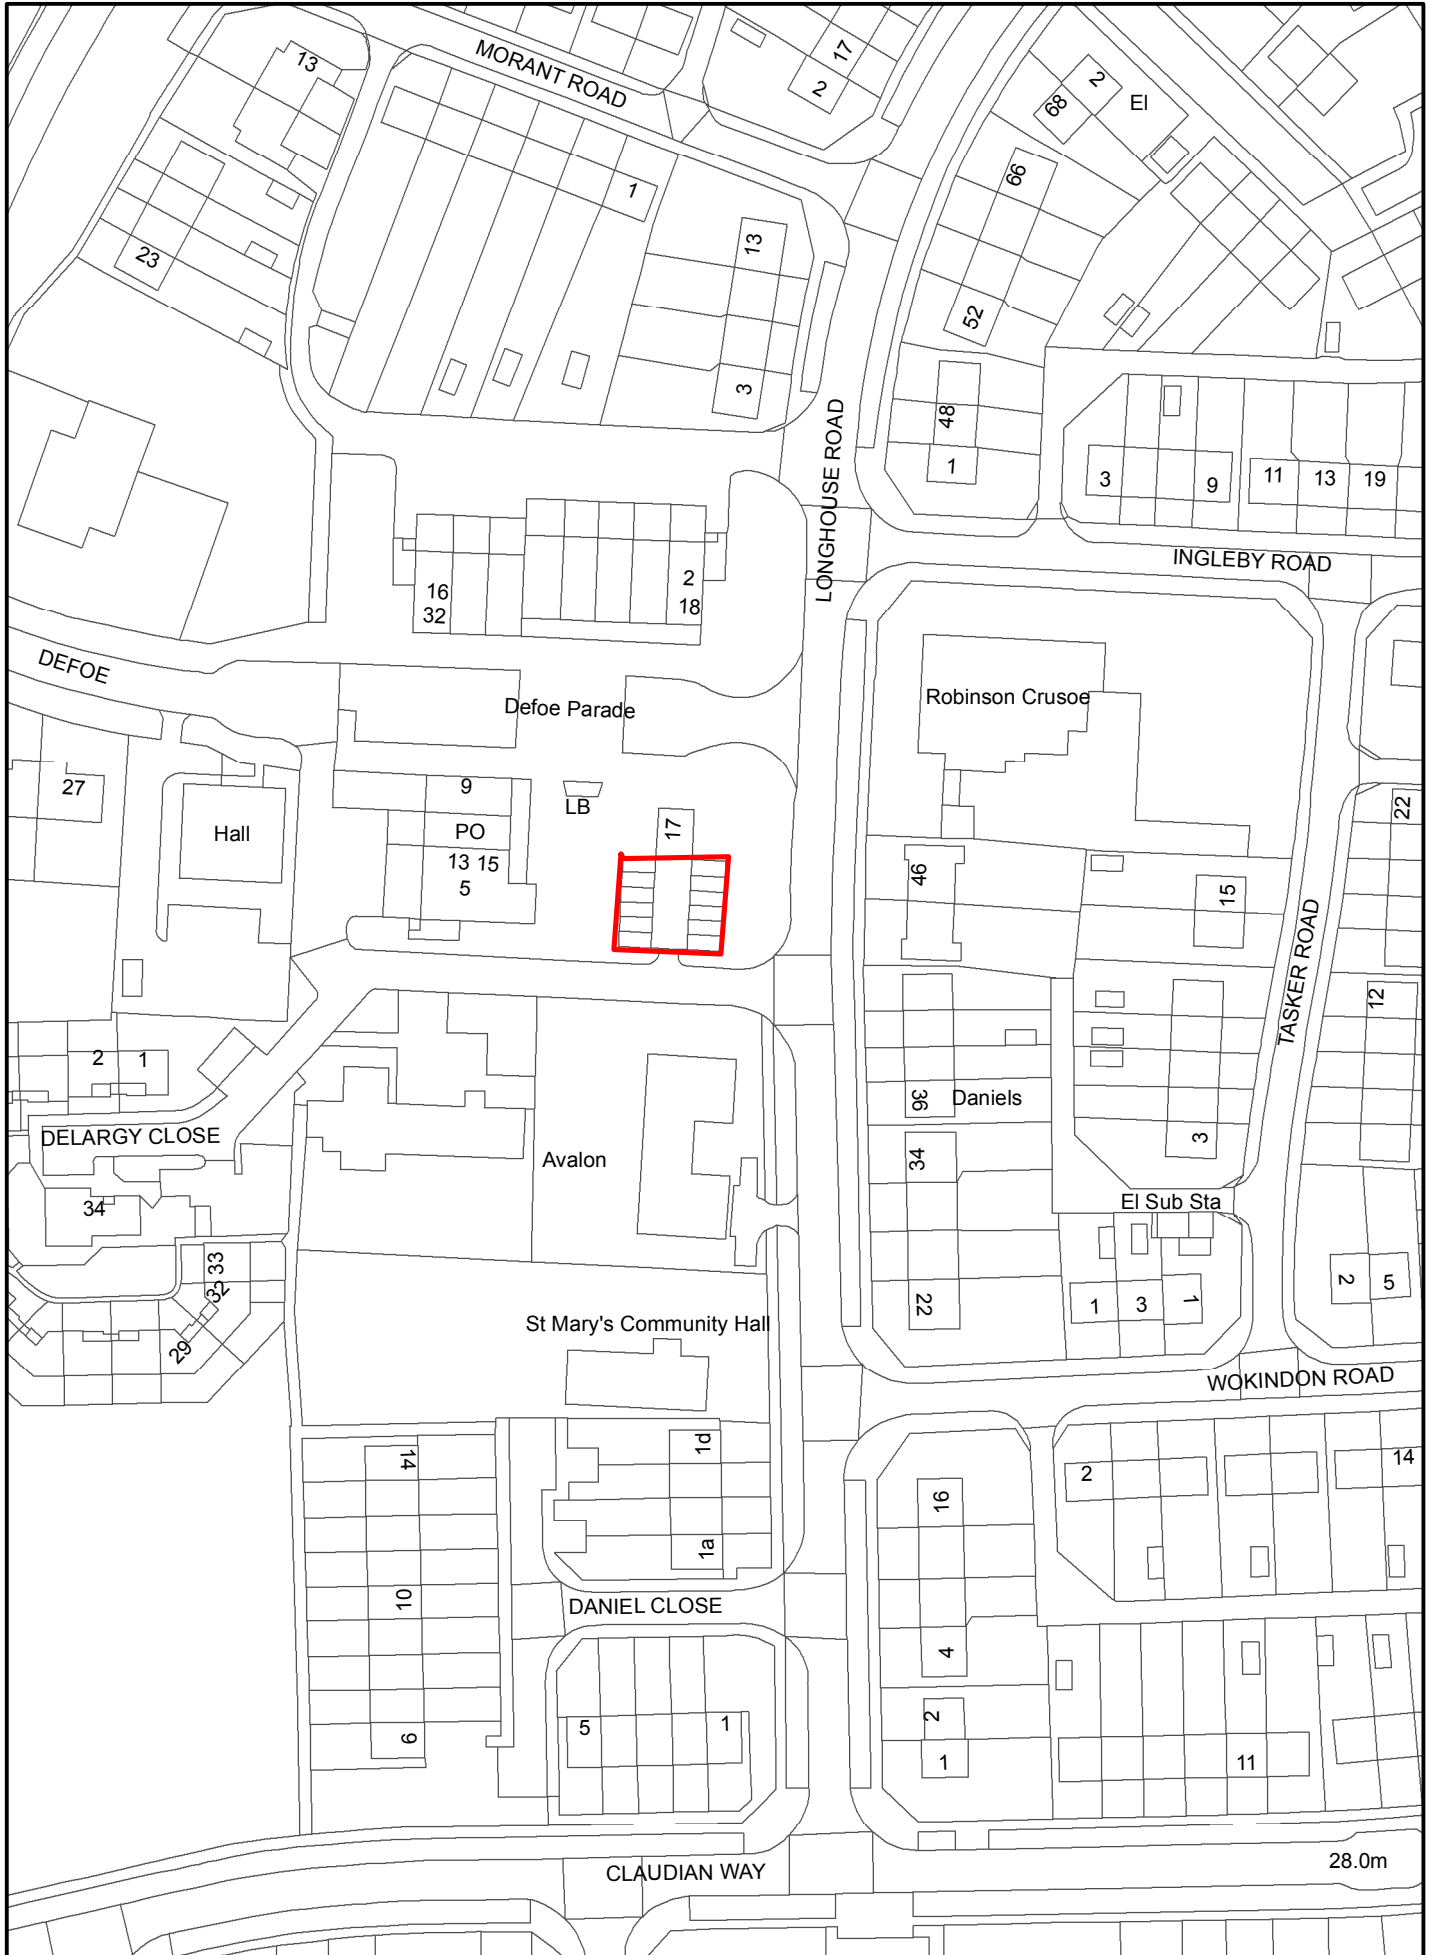 MORANT ROAD
13
17
2
2
68
El
66
1
13
23
52
3
48
1
LONGHOUSE ROAD
3
9
11
13
19
INGLEBY ROAD
2
18
16
32
DEFOE
Defoe Parade
Robinson Crusoe
27
9
LB
22
Hall
PO
17
13 15
5
46
15
TASKER ROAD
12
2
1
36
Daniels
DELARGY CLOSE
Avalon
34
3
34
El Sub Sta
33
32
29
22
1
3
1
2
5
St Mary's Community Hall
WOKINDON ROAD
14
1d
2
14
16
1a
10
DANIEL CLOSE
4
2
9
5
1
1
11
CLAUDIAN WAY
28.0m